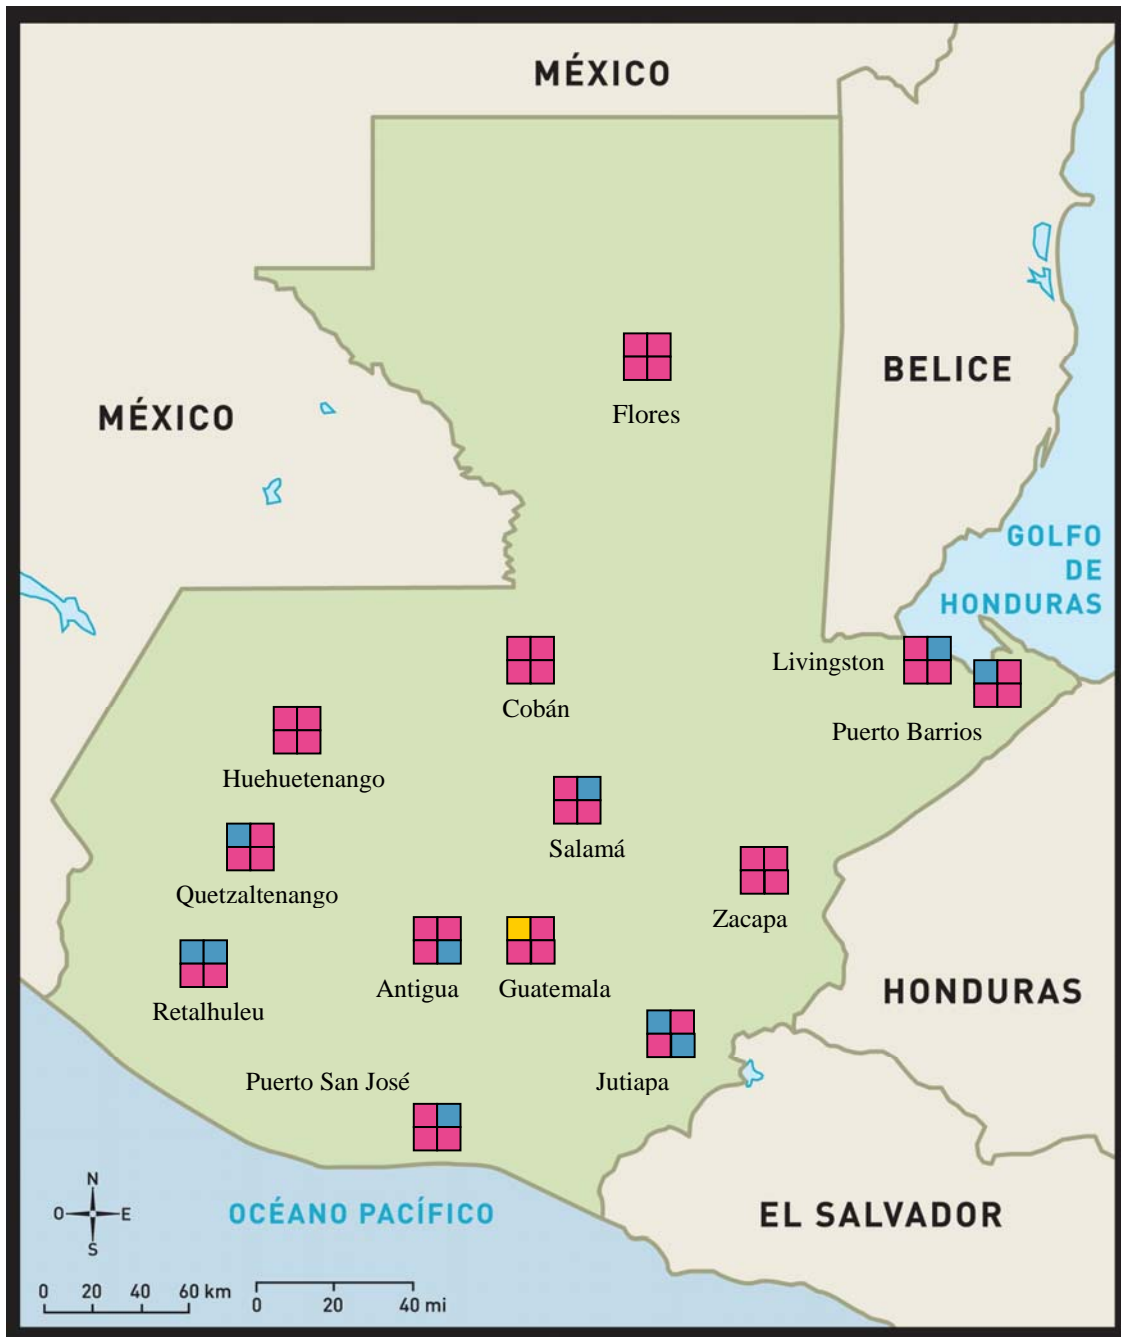 MÉXICO
MÉXICO
BELICE
Flores
GOLFO
DE
HONDURAS
Livingston
Puerto Barrios
Cobán
Huehuetenango
Salamá
Quetzaltenango
Zacapa
Antigua
Guatemala
Retalhuleu
HONDURAS
Puerto San José
Jutiapa
OCÉANO PACÍFICO
EL SALVADOR
N
O E
S
0 20 40 60 km
0 20 40 mi